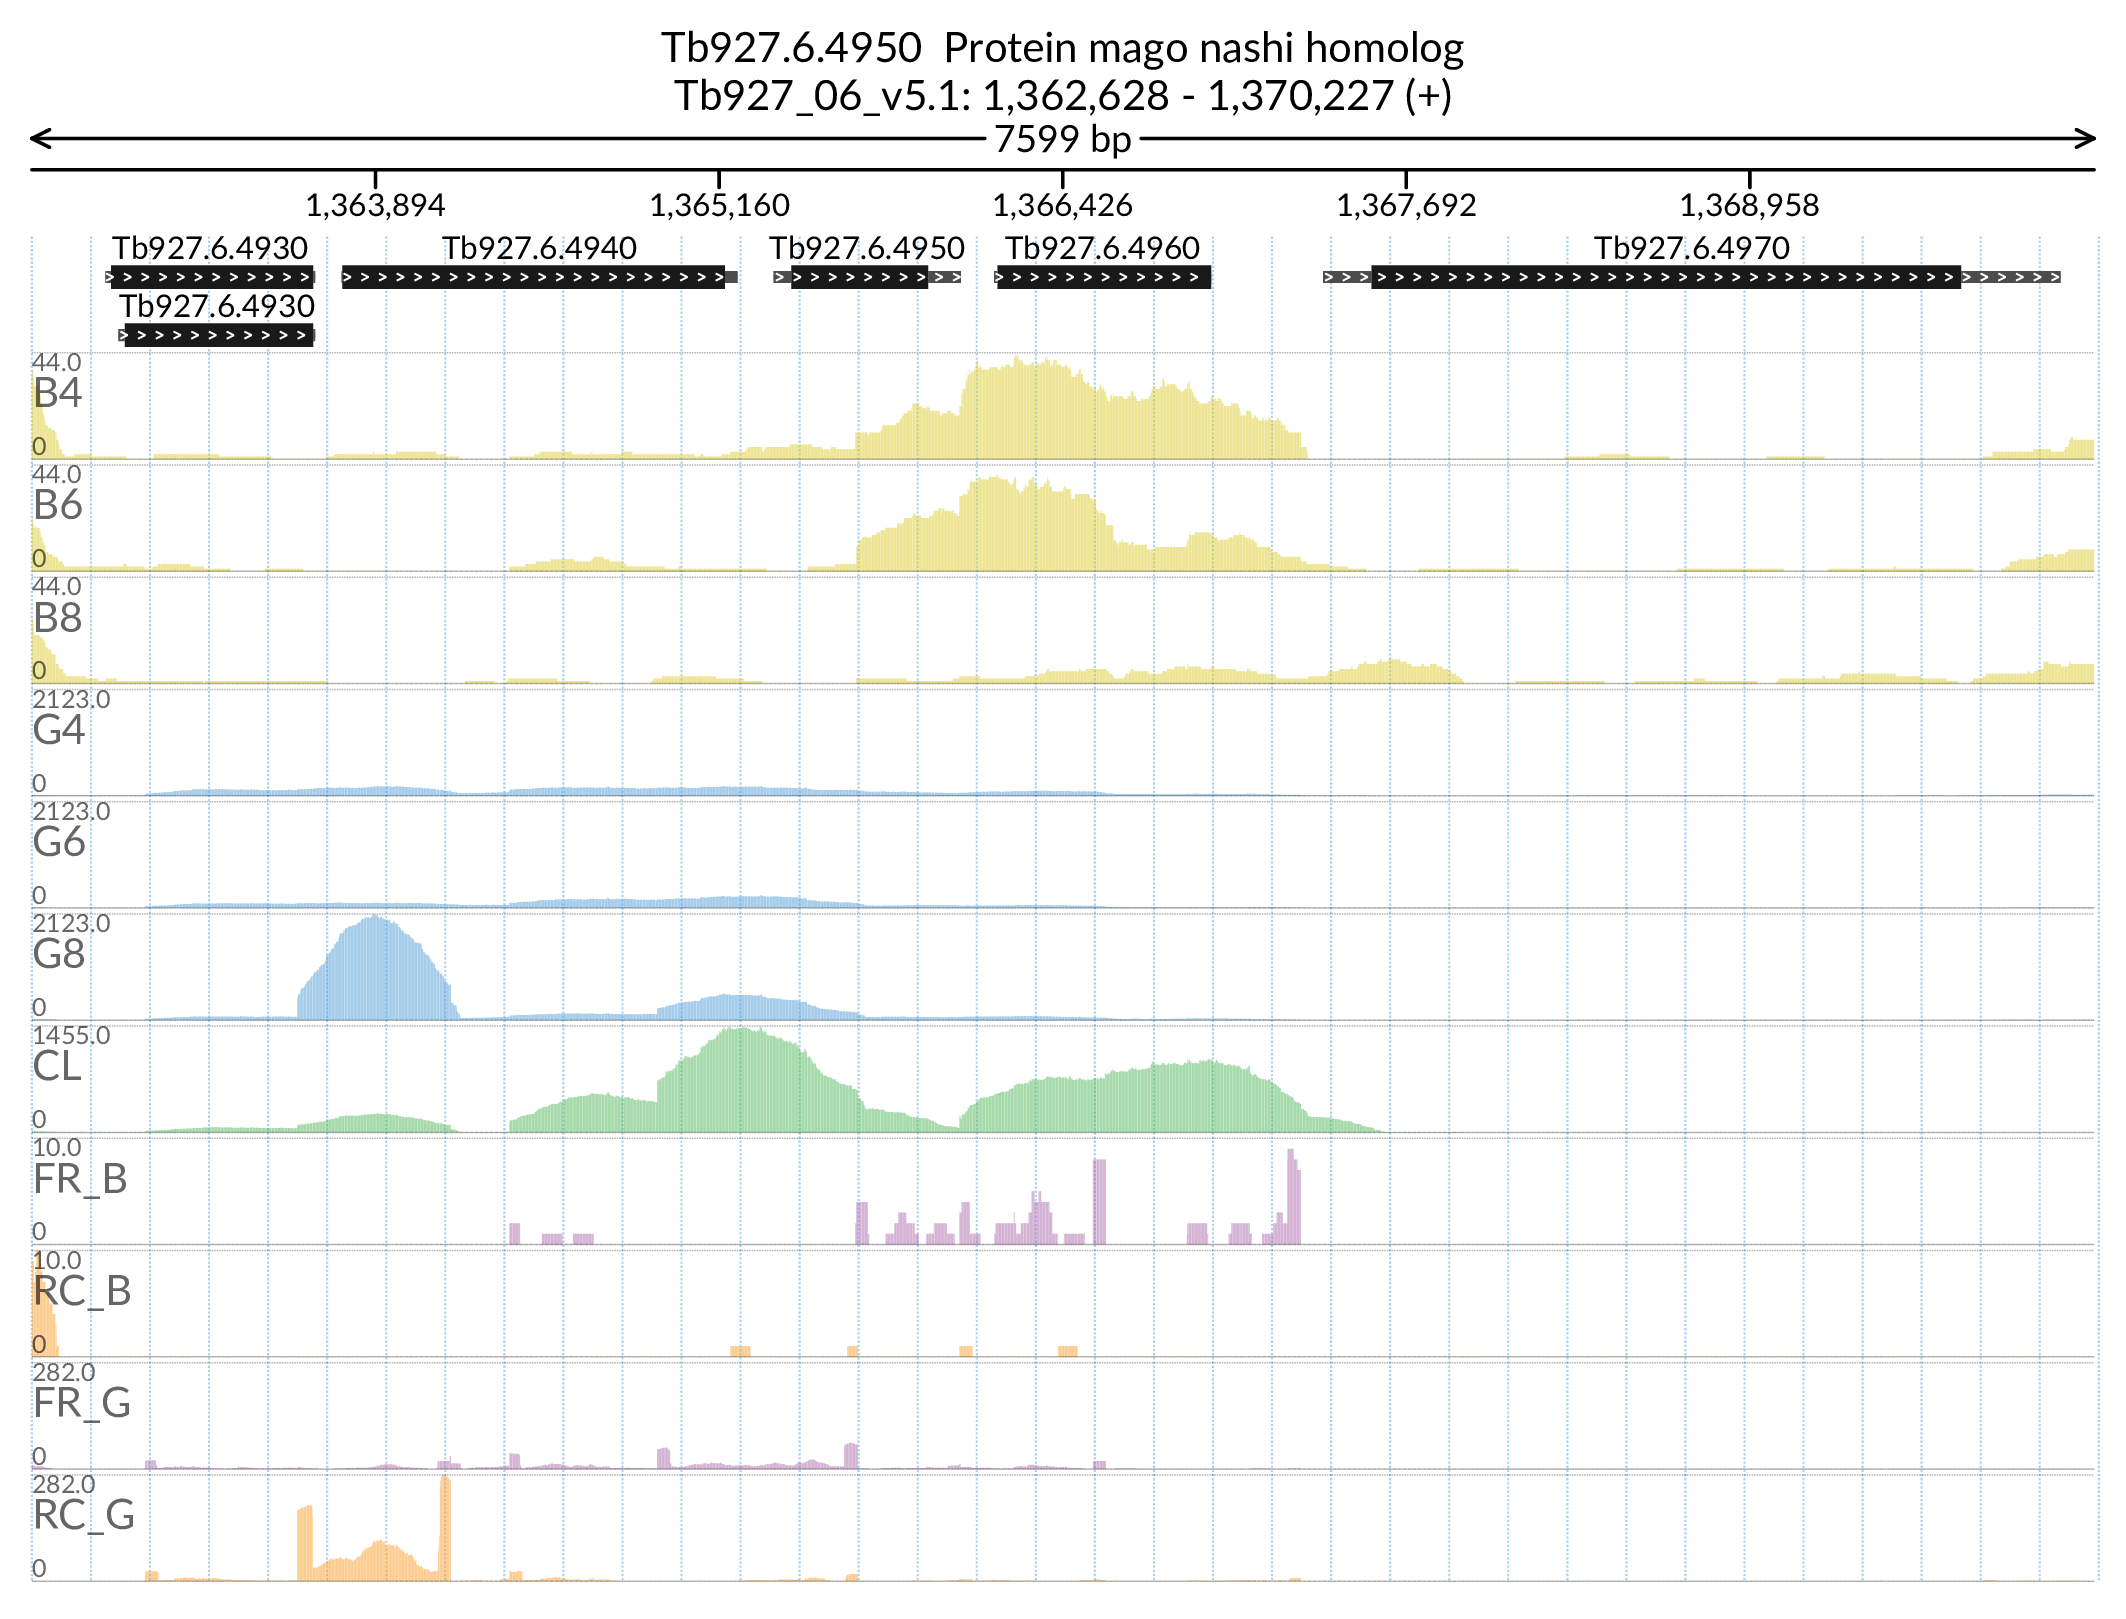 Tb927.6.4950  Protein mago nashi homolog
Tb927_06_v5.1: 1,362,628 - 1,370,227 (+)
7599 bp
1,363,894 1,365,160 1,366,426 1,367,692 1,368,958
Tb927.6.4930 Tb927.6.4940 Tb927.6.4950 Tb927.6.4960 Tb927.6.4970
Tb927.6.4930
44.0
B4
0
44.0
B6
0
44.0
B8
0
2123.0
G4
0
2123.0
G6
0
2123.0
G8
0
1455.0
CL
0
10.0
FR_B
0
10.0
RC_B
0
282.0
FR_G
0
282.0
RC_G
0